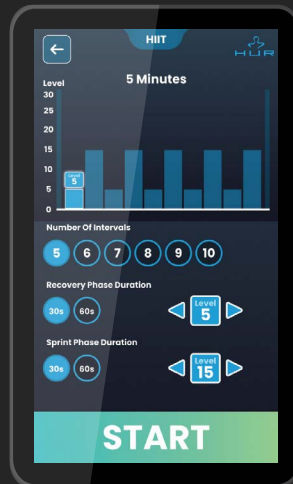 HIIT
HUR
Level
5 Minutes
30
25
20
15
10
5
0
Level
5
Number Of Intervals
5 6 7 8 9 10
Recovery Phase Duration
30s 60s
Level
5
Sprint Phase Duration
30s 60s
Level
15
START